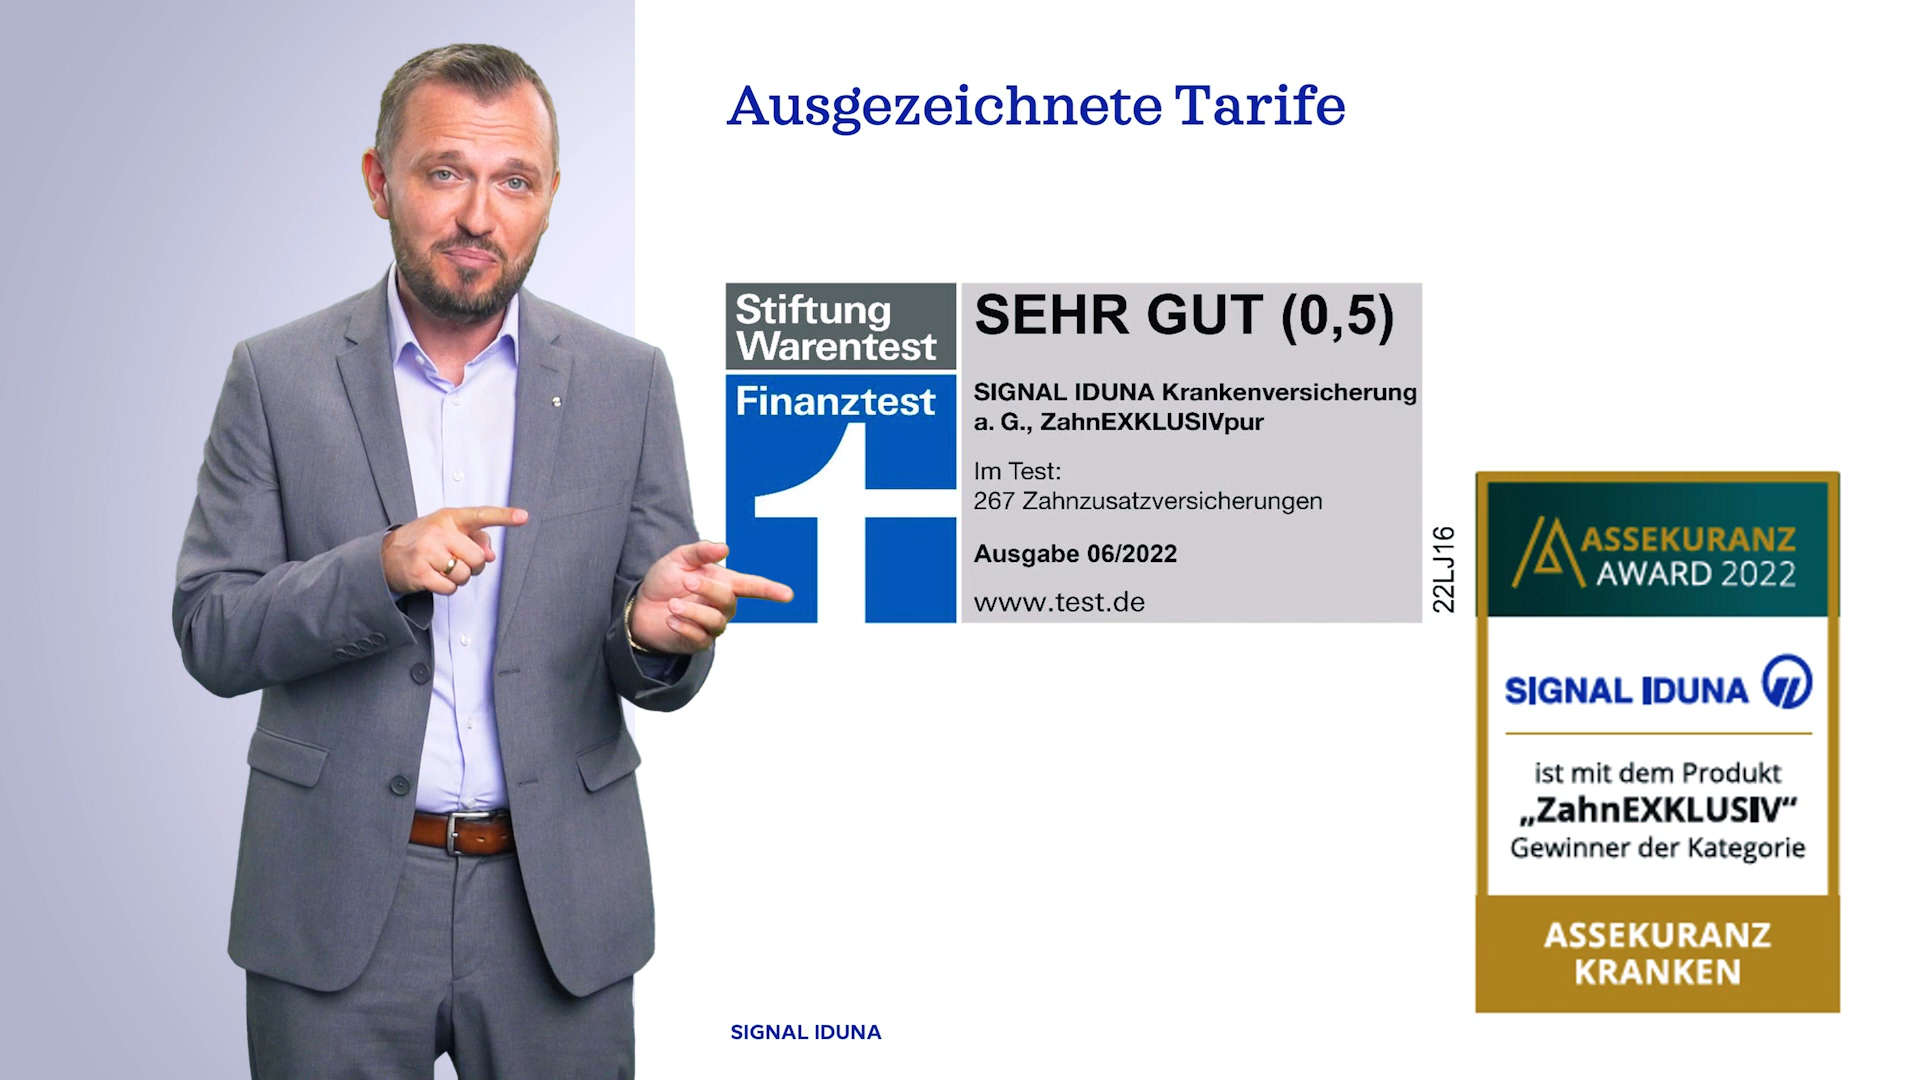 Ausgezeichnete Tarife
Stiftung
Warentest
Finanztest
SEHR GUT (0,5)
SIGNAL IDUNA Krankenversicherung
a. G., ZahnEXKLUSIVpur
Im Test:
267 Zahnzusatzversicherungen
Ausgabe 06/2022
www.test.de
22LJ16
ASSEKURANZ
AWARD 2022
SIGNAL IDUNA
ist mit dem Produkt
„ZahnEXKLUSIV“
Gewinner der Kategorie
ASSEKURANZ
KRANKEN
SIGNAL IDUNA